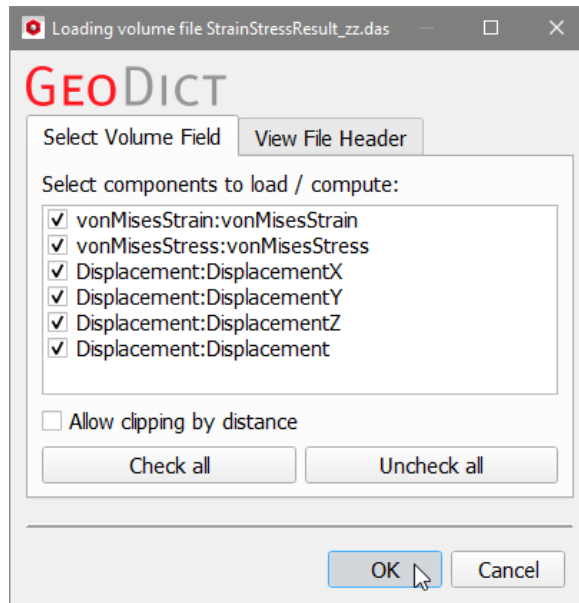 Loading volume file StrainStressResult_zz.das
GEODICT
Select Volume Field
View File Header
Select components to load / compute:
vonMisesStrain:vonMisesStrain
vonMisesStress:vonMisesStress
Displacement:DisplacementX
Displacement:DisplacementY
Displacement:DisplacementZ
Displacement:Displacement
Allow clipping by distance
Check all
Uncheck all
OK
Cancel